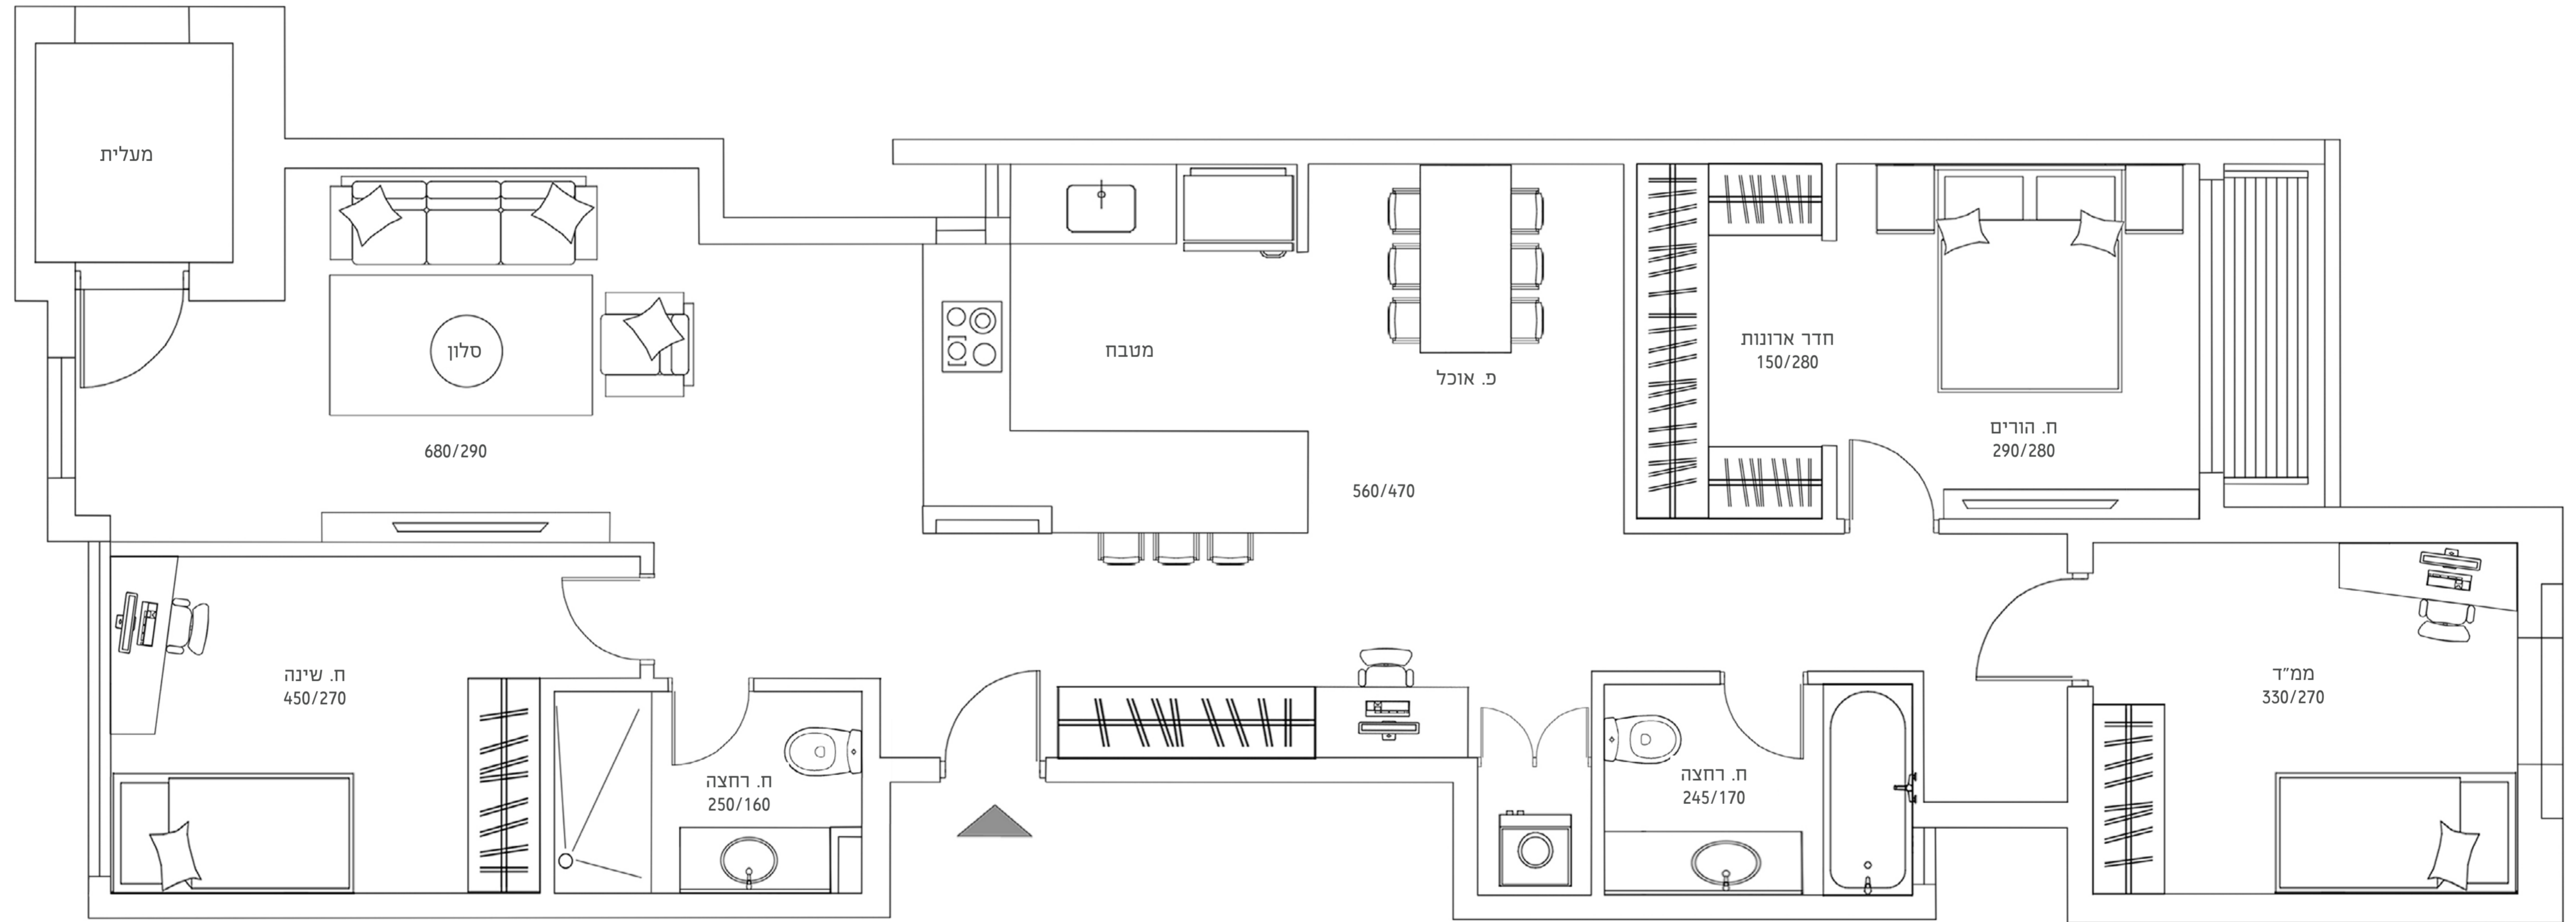 מעלית
סלון
680/290
מטבח
פ. אוכל
560/470
חדר ארונות
150/280
ח. הורים
290/280
ח. שינה
450/270
ח. רחצה
250/160
ח. רחצה
245/170
ממ״ד
330/270